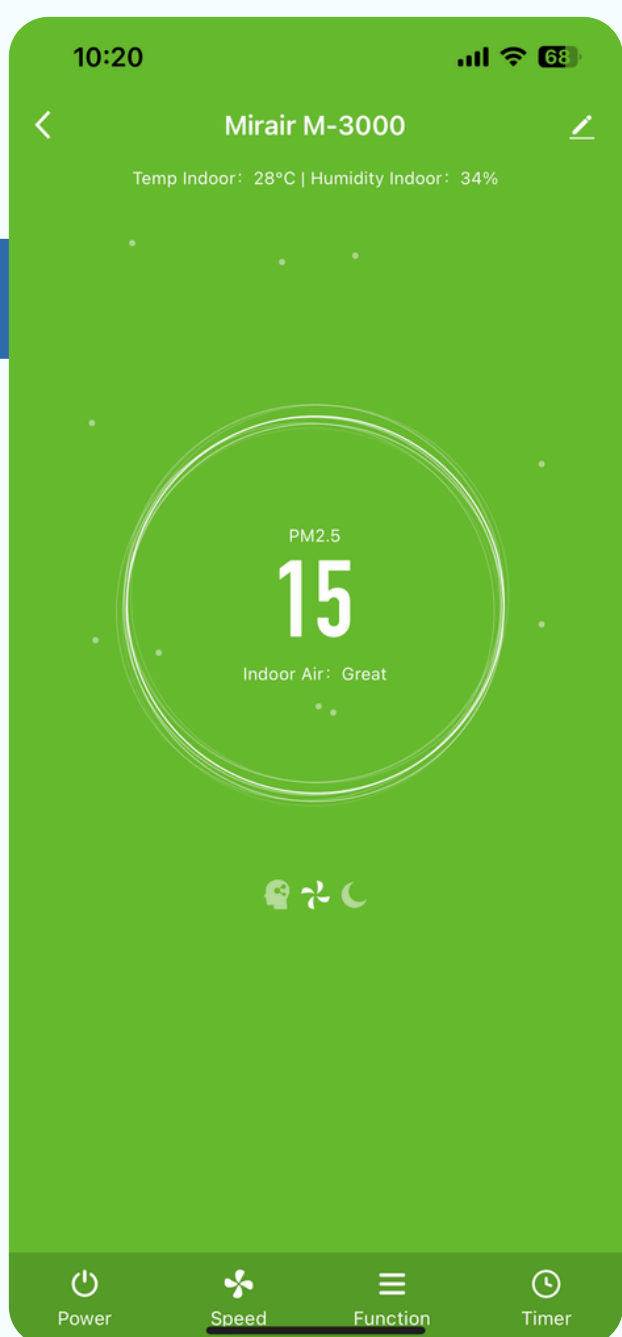 10:20 68
Mirair M-3000
Temp Indoor: 28°C | Humidity Indoor: 34%
PM2.5
15
Indoor Air: Great
Power Speed Function Timer